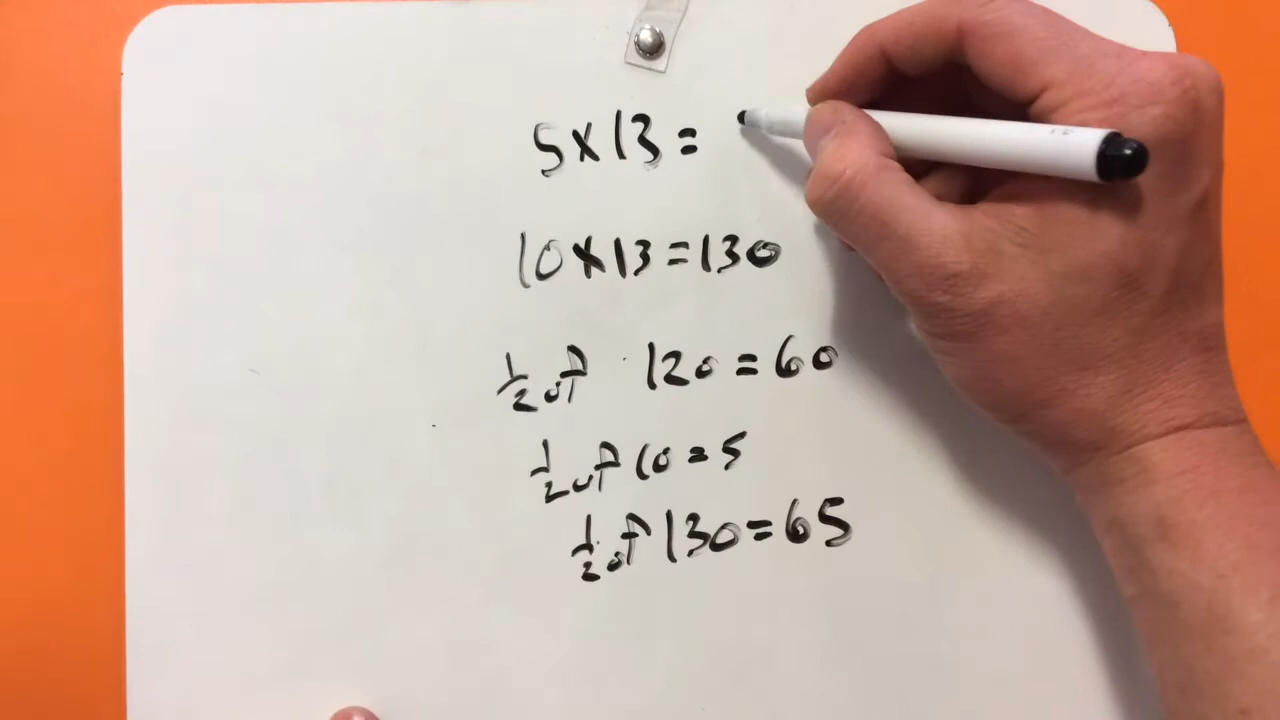 5x13=
10x13=130
1/2 of 120=60
1/2 of 10=5
1/2 of 130=65